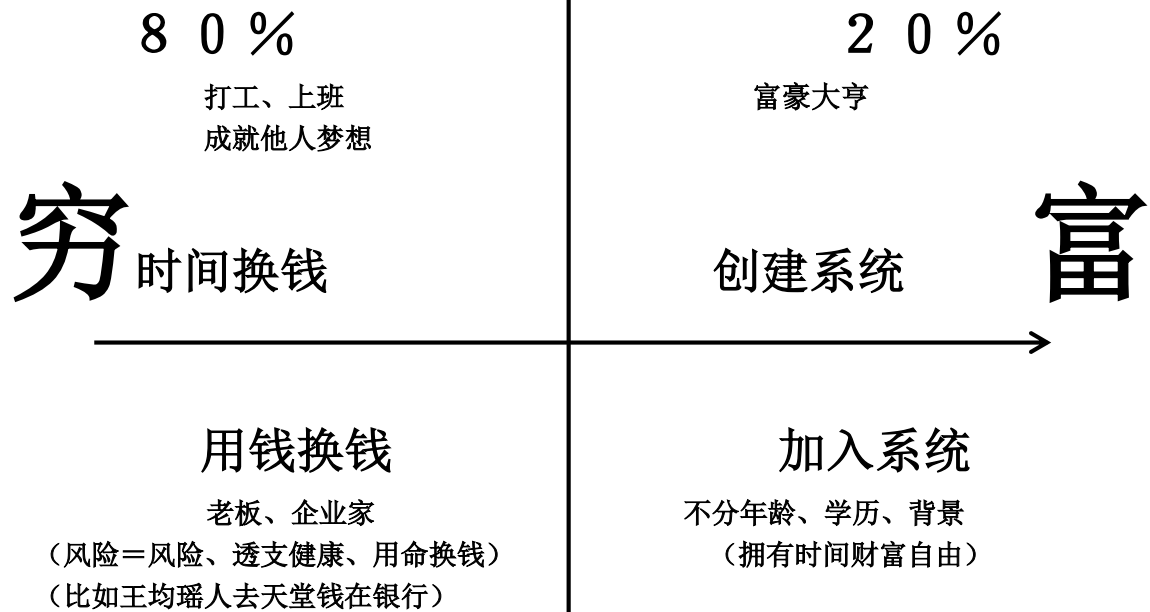 ８０％
打工、上班
成就他人梦想
穷
时间换钱
２０％
富豪大亨
创建系统
富
用钱换钱
老板、企业家
（风险＝风险、透支健康、用命换钱）
（比如王均瑶人去天堂钱在银行）
加入系统
不分年龄、学历、背景
（拥有时间财富自由）